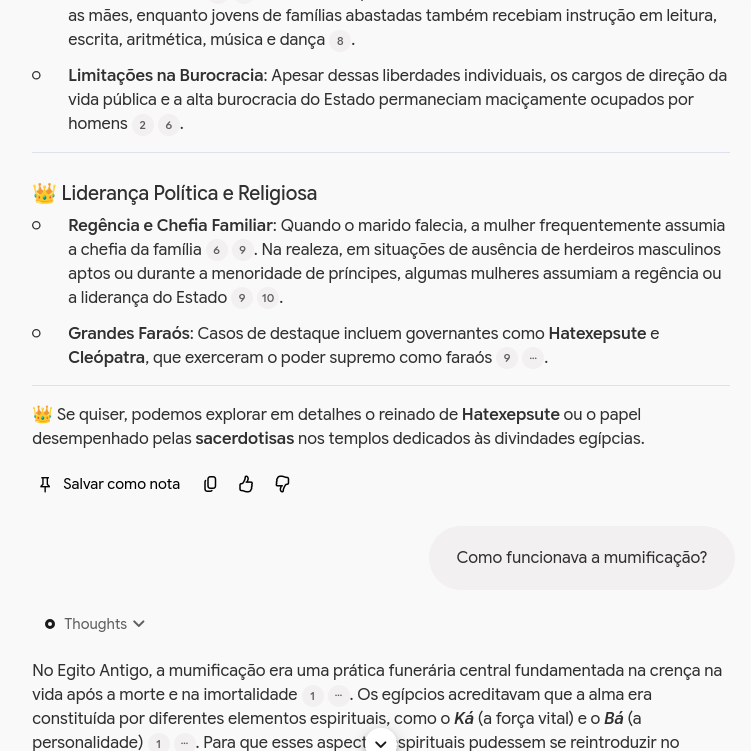 as mães, enquanto jovens de famílias abastadas também recebiam instrução em leitura,
escrita, aritmética, música e dança 8.
Limitações na Burocracia: Apesar dessas liberdades individuais, os cargos de direção da
vida pública e a alta burocracia do Estado permaneciam maciçamente ocupados por
homens 2 6.
👑 Liderança Política e Religiosa
Regência e Chefia Familiar: Quando o marido falecia, a mulher frequentemente assumia
a chefia da família 6 9. Na realeza, em situações de ausência de herdeiros masculinos
aptos ou durante a menoridade de príncipes, algumas mulheres assumiam a regência ou
a liderança do Estado 9 10.
Grandes Faraós: Casos de destaque incluem governantes como Hatexepsute e
Cleópatra, que exerceram o poder supremo como faraós 9 ... .
👑 Se quiser, podemos explorar em detalhes o reinado de Hatexepsute ou o papel
desempenhado pelas sacerdotisas nos templos dedicados às divindades egípcias.
Salvar como nota
Como funcionava a mumificação?
Thoughts
No Egito Antigo, a mumificação era uma prática funerária central fundamentada na crença na
vida após a morte e na imortalidade 1 ... . Os egípcios acreditavam que a alma era
constituída por diferentes elementos espirituais, como o Ká (a força vital) e o Bá (a
personalidade) 1 ... . Para que esses aspect spirituais pudessem se reintroduzir no